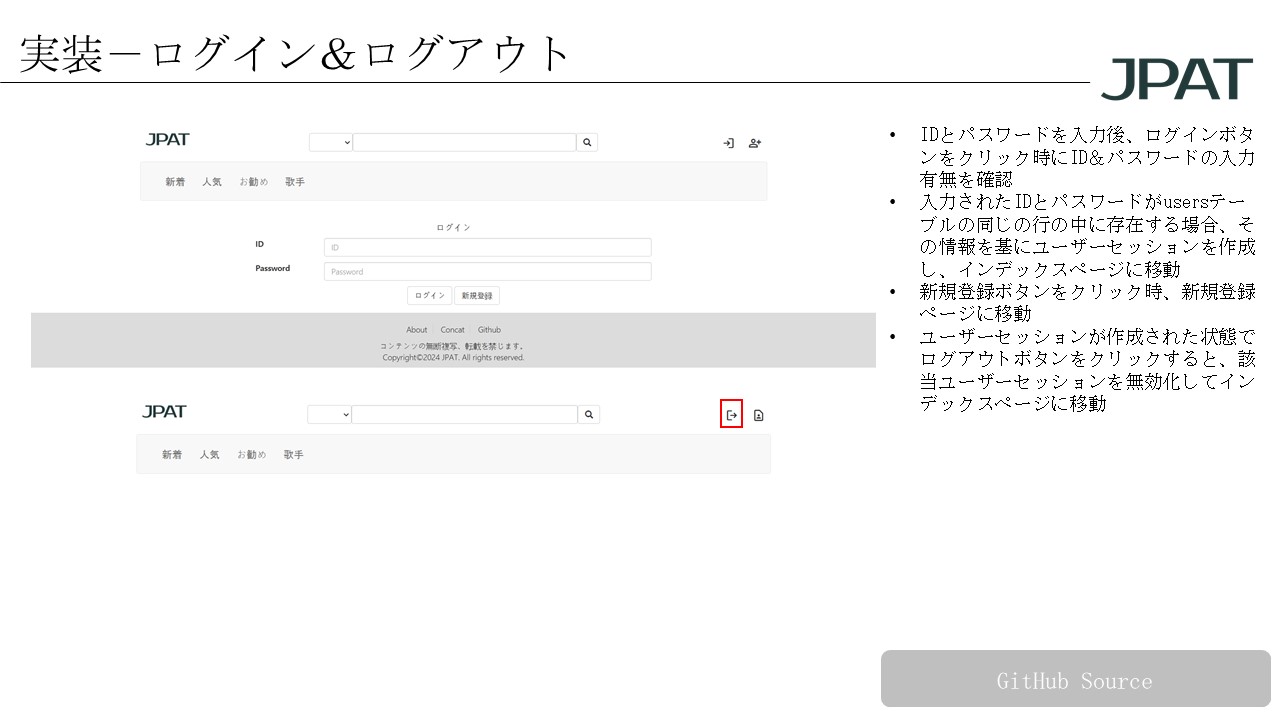 実装－ログイン＆ログアウト
JPAT
JPAT
新着 人気 お勧め 歌手
ログイン
ID
ID
Password
Password
ログイン 新規登録
About Concat Github
コンテンツの無断複写、転載を禁じます。
Copyright©2024 JPAT. All rights reserved.
JPAT
新着 人気 お勧め 歌手
• IDとパスワードを入力後、ログインボタ
ンをクリック時にID＆パスワードの入力
有無を確認
• 入力されたIDとパスワードがusersテー
ブルの同じの行の中に存在する場合、そ
の情報を基にユーザーセッションを作成
し、インデックスページに移動
• 新規登録ボタンをクリック時、新規登録
ページに移動
• ユーザーセッションが作成された状態で
ログアウトボタンをクリックすると、該
当ユーザーセッションを無効化してイン
デックスページに移動
GitHub Source